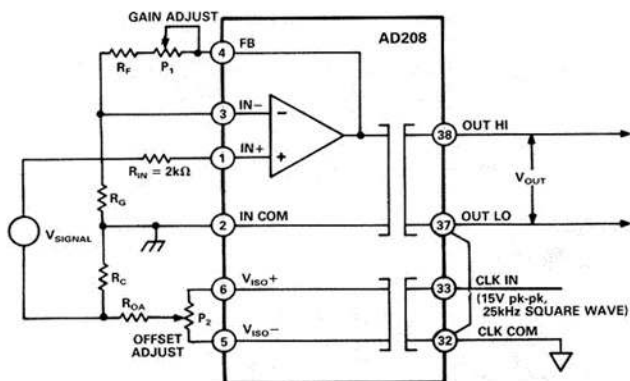 GAIN ADJUST
AD208
4 FB
RF P1
3 IN−
−
38 OUT HI
1 IN+
+
RIN = 2kΩ
VOUT
RG
2 IN COM
37 OUT LO
VSIGNAL
RC
6 VISO+
33 CLK IN
(15V pk-pk,
25kHz SQUARE WAVE)
ROA
P2
OFFSET
ADJUST
5 VISO−
32 CLK COM